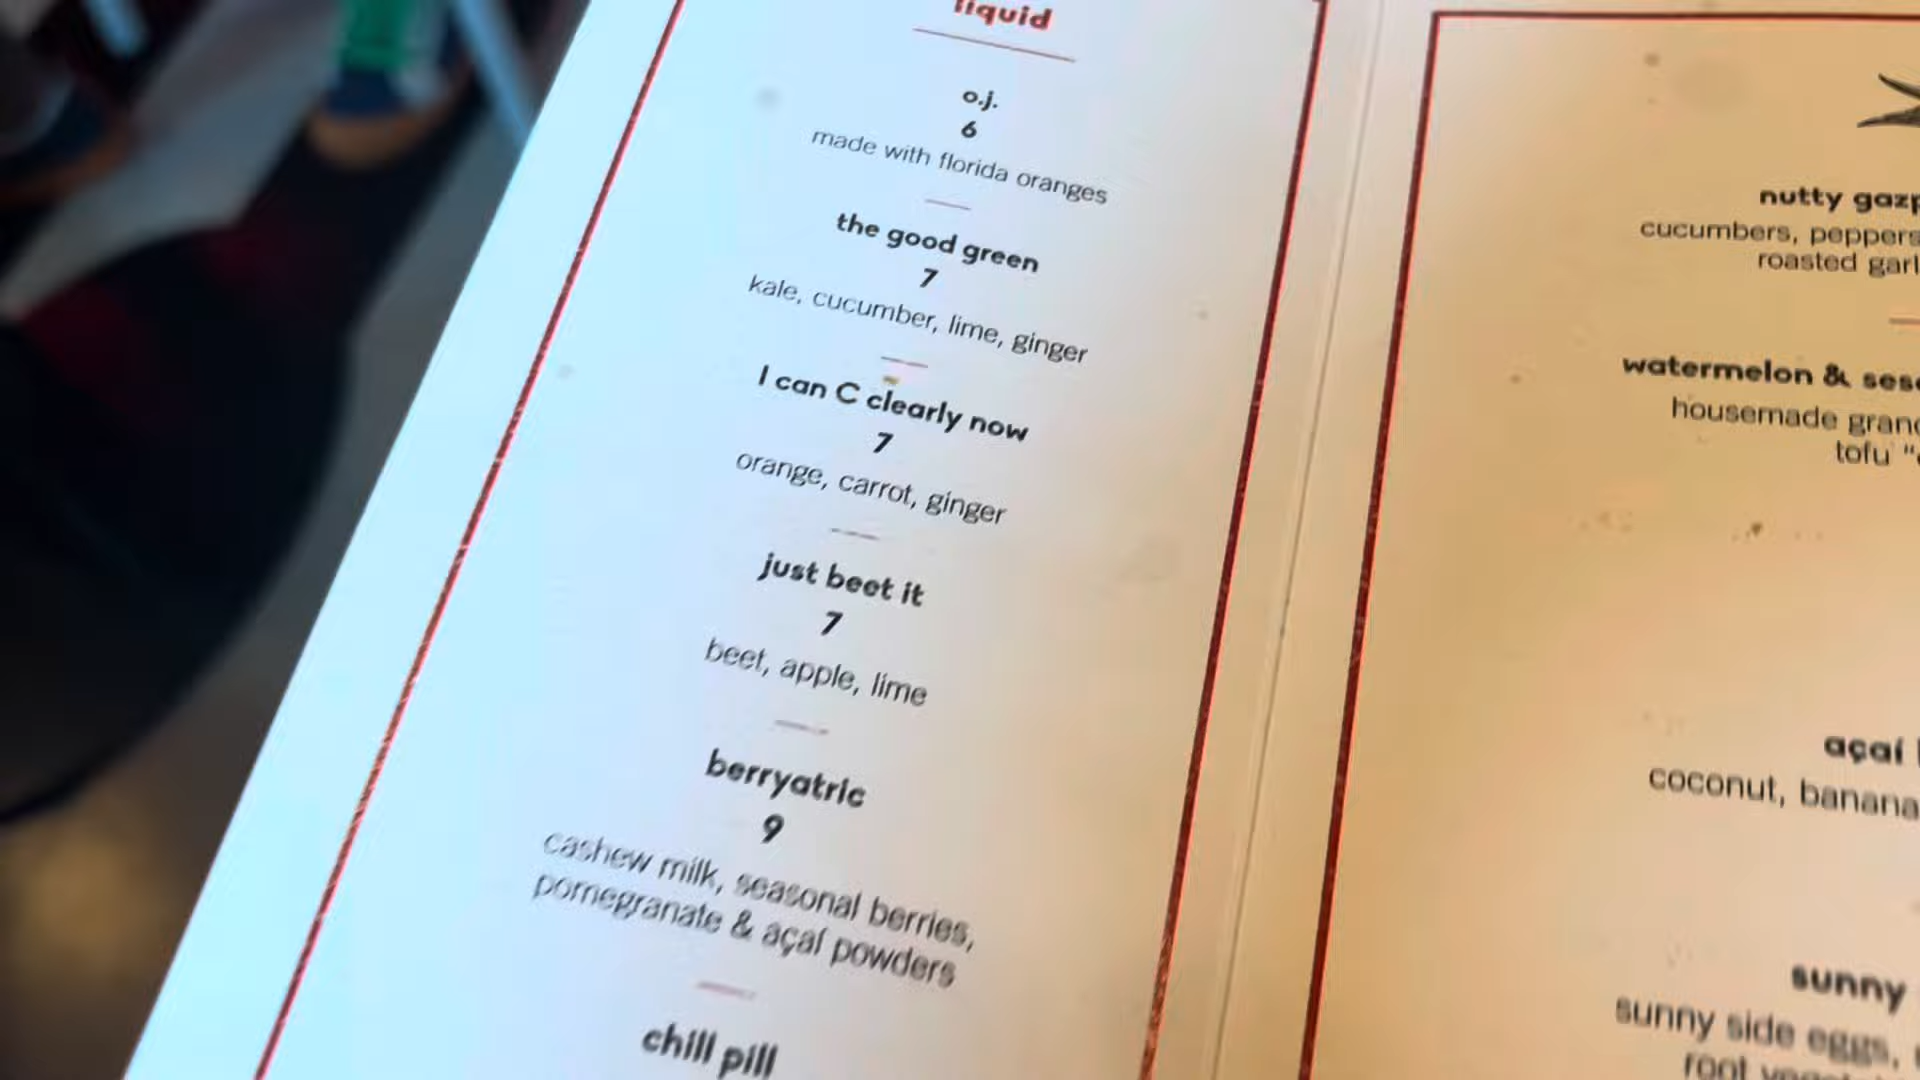 liquid
o.j.
6
made with florida oranges
the good green
7
kale, cucumber, lime, ginger
I can C clearly now
7
orange, carrot, ginger
just beet it
7
beet, apple, lime
berryatric
9
cashew milk, seasonal berries,
pomegranate & açaí powders
chill pill
nutty
cucumbers, peppers
roasted
watermelon &
housemade
tofu
açaí
coconut, banana
sunny
sunny side eggs,
root